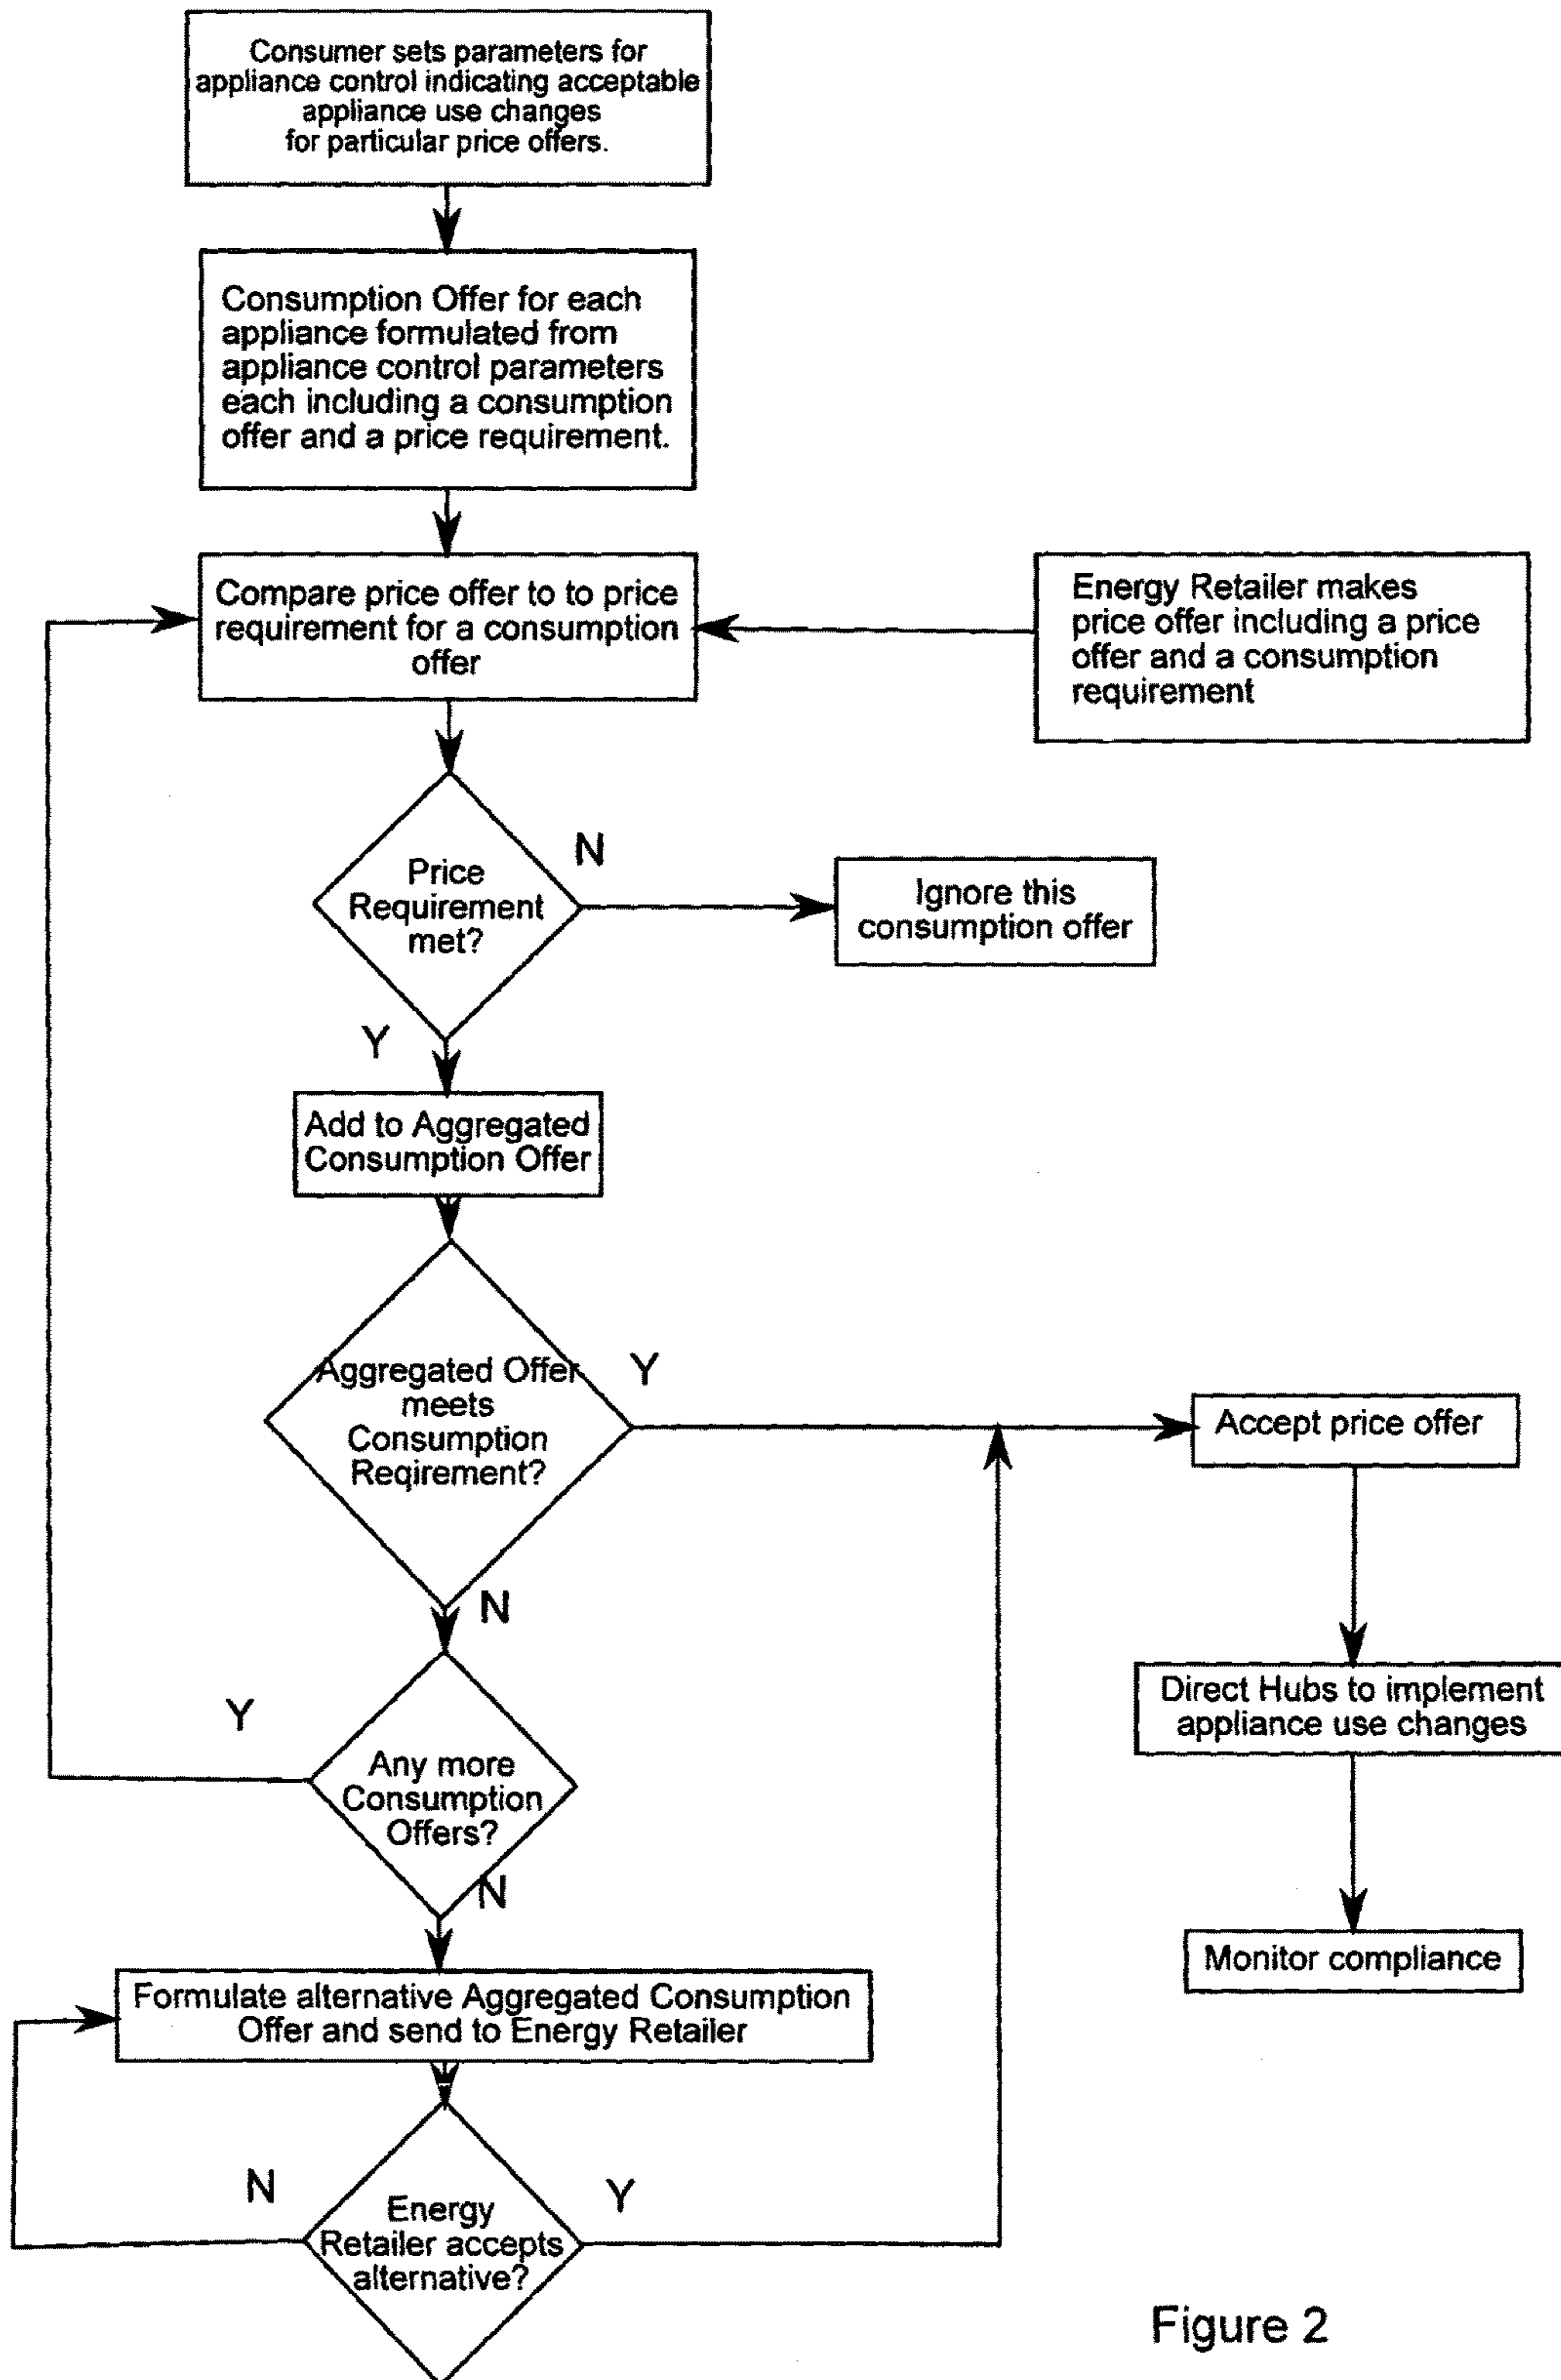 Consumer sets parameters for
appliance control indicating acceptable
appliance use changes
for particular price offers.
Consumption Offer for each
appliance formulated from
appliance control parameters
each including a consumption
offer and a price requirement.
Compare price offer to to price
requirement for a consumption
offer
Energy Retailer makes
price offer including a price
offer and a consumption
requirement
Price
Requirement
met?
N
Ignore this
consumption offer
Y
Add to Aggregated
Consumption Offer
Aggregated Offer
meets
Consumption
Reqirement?
Y
Accept price offer
N
Direct Hubs to implement
appliance use changes
Y
Any more
Consumption
Offers?
N
Monitor compliance
Formulate alternative Aggregated Consumption
Offer and send to Energy Retailer
N
Y
Energy
Retailer accepts
alternative?
Figure 2